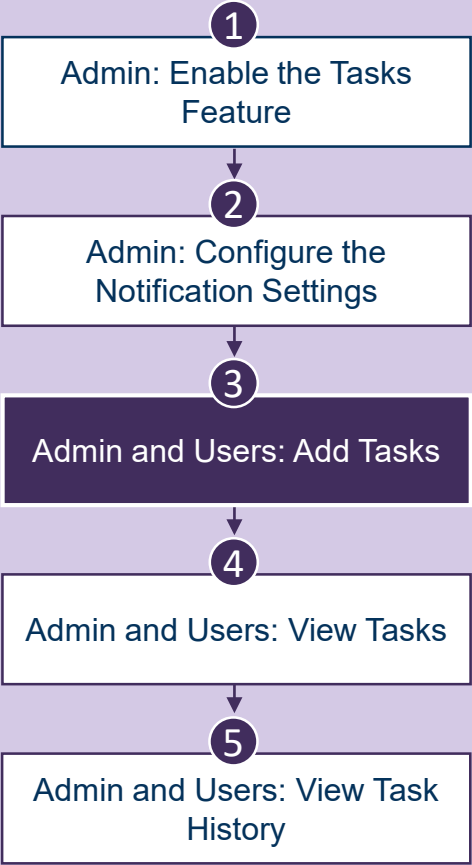 1
Admin: Enable the Tasks
Feature
2
Admin: Configure the
Notification Settings
3
Admin and Users: Add Tasks
4
Admin and Users: View Tasks
5
Admin and Users: View Task
History